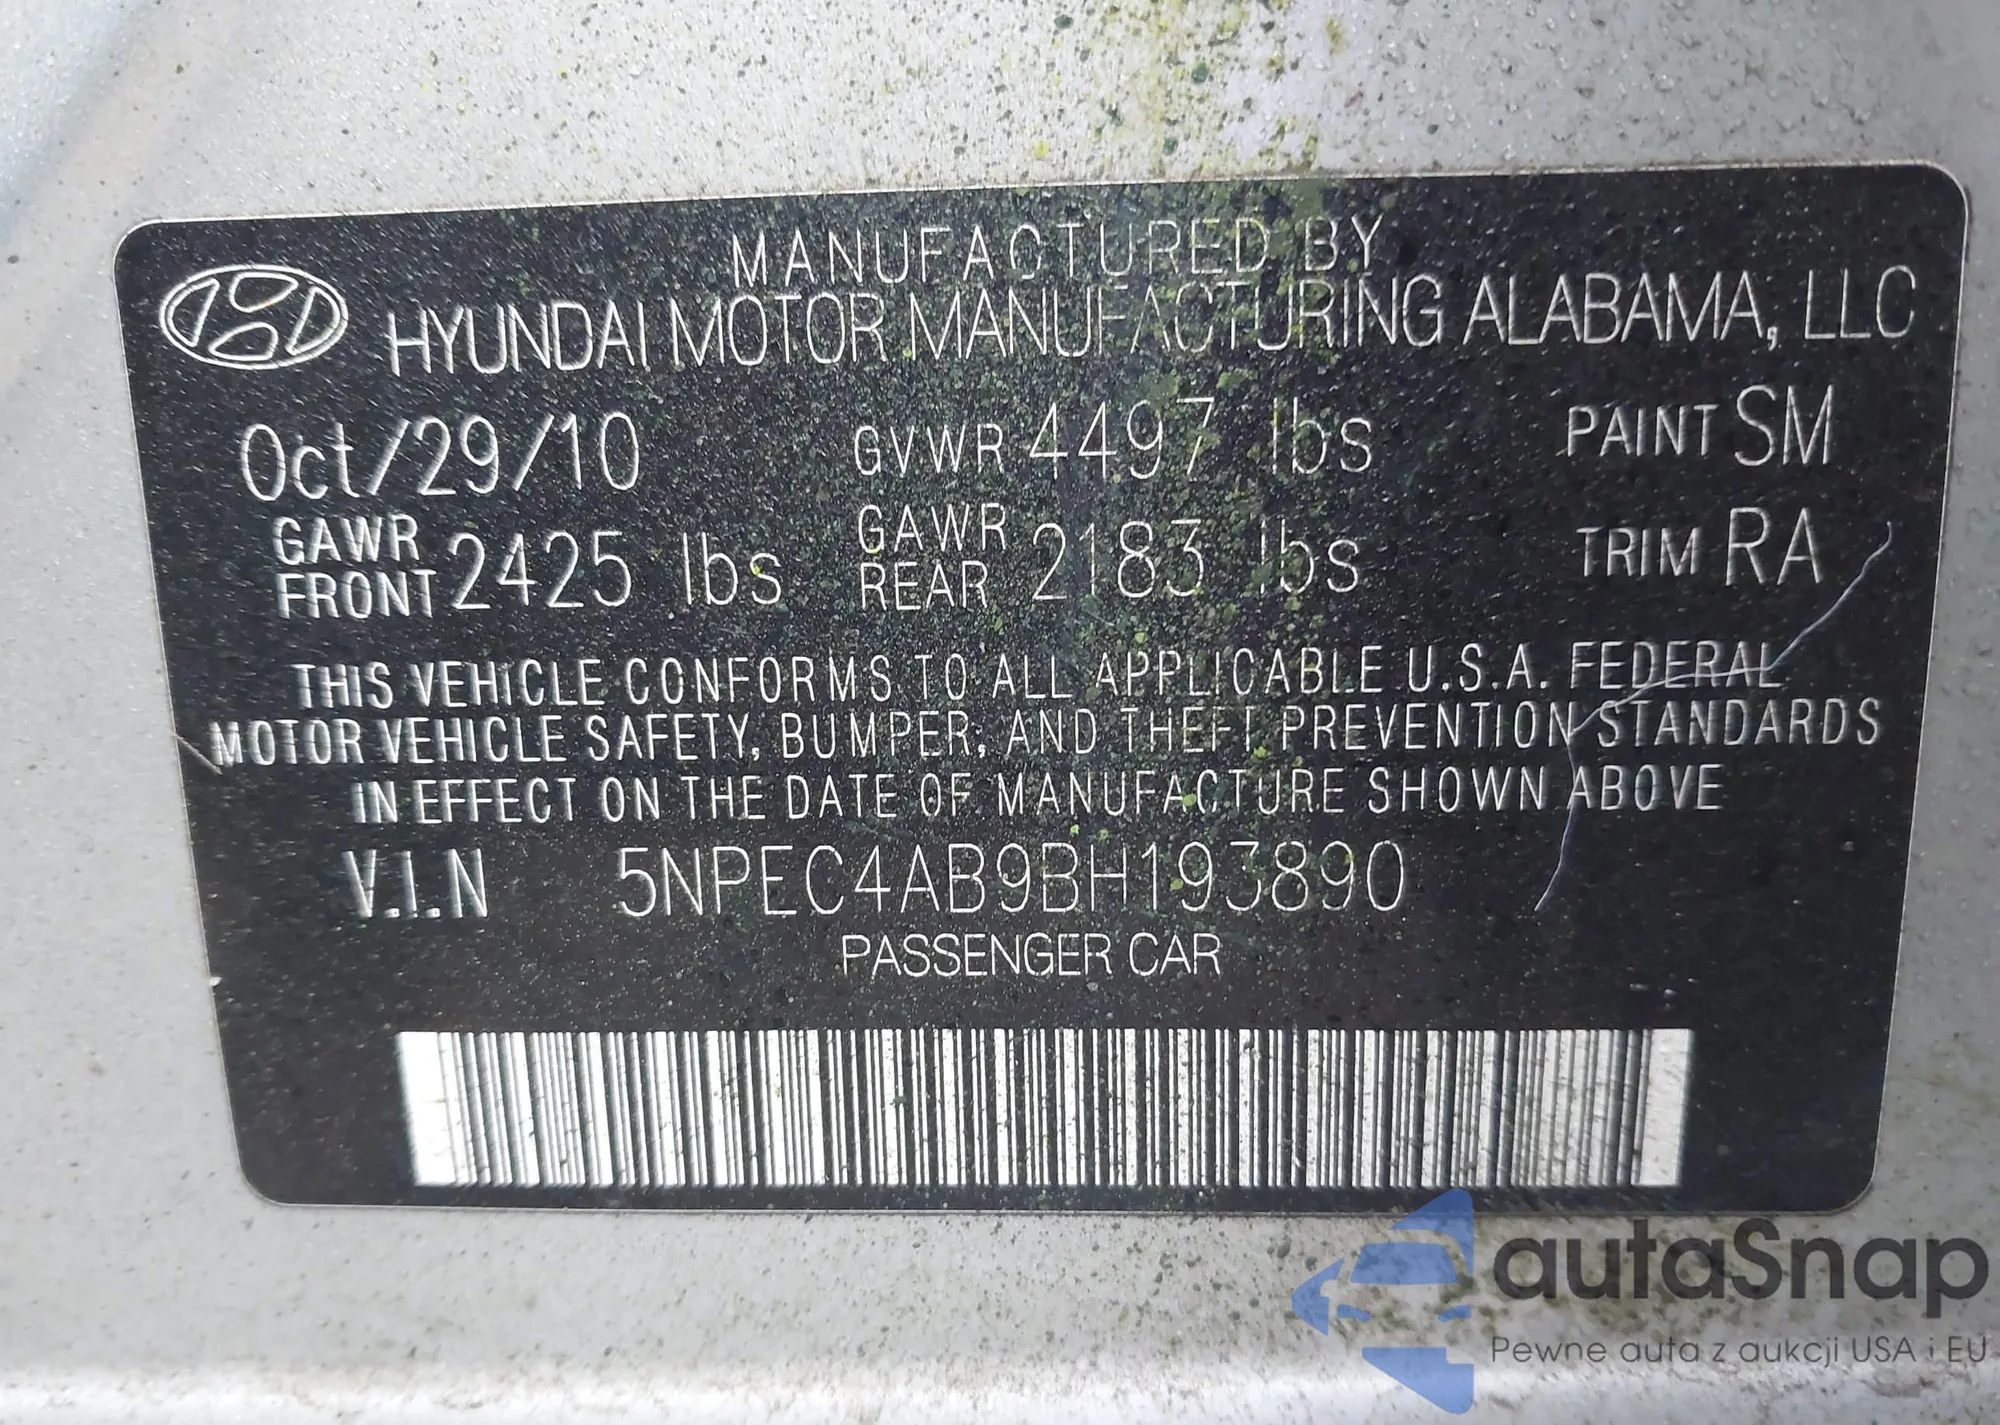 MANUFACTURED BY
HYUNDAI MOTOR MANUFACTURING ALABAMA, LLC
Oct/29/10 GVWR 4497 lbs PAINT SM
GAWR FRONT 2425 lbs GAWR REAR 2183 lbs TRIM RA
THIS VEHICLE CONFORMS TO ALL APPLICABLE U.S.A. FEDERAL
MOTOR VEHICLE SAFETY, BUMPER, AND THEFT PREVENTION STANDARDS
IN EFFECT ON THE DATE OF MANUFACTURE SHOWN ABOVE
V.I.N 5NPEC4AB9BH193890
PASSENGER CAR
autaSnap
Pewne auta z aukcji USA i EU